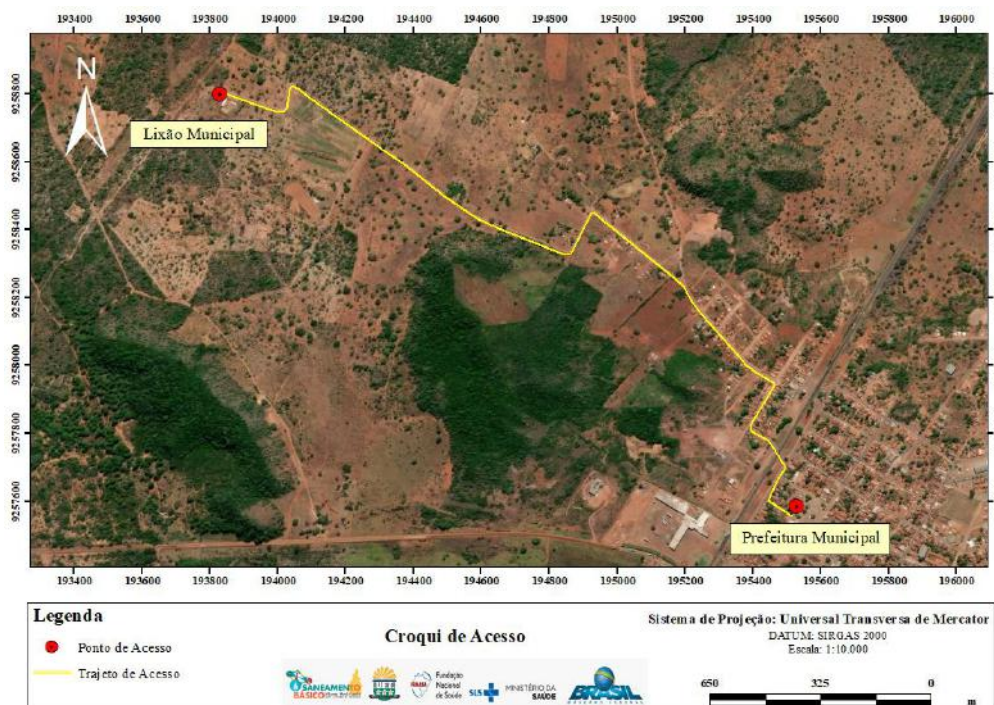 193400 193600 193800 194000 194200 194400 194600 194800 195000 195200 195400 195600 195800 196000
9258800
9258600
9258400
9258200
9258000
9257800
9257600
N
Lixão Municipal
Prefeitura Municipal
193400 193600 193800 194000 194200 194400 194600 194800 195000 195200 195400 195600 195800 196000
Legenda
Ponto de Acesso
Trajeto de Acesso
Croqui de Acesso
SANEAMENTO
BÁSICO
Fundação
Nacional
de Saúde
SUS
MINISTÉRIO DA
SAÚDE
BRASIL
GOVERNO FEDERAL
Sistema de Projeção: Universal Transversa de Mercator
DATUM: SIRGAS 2000
Escala: 1:10.000
650 325 0
m